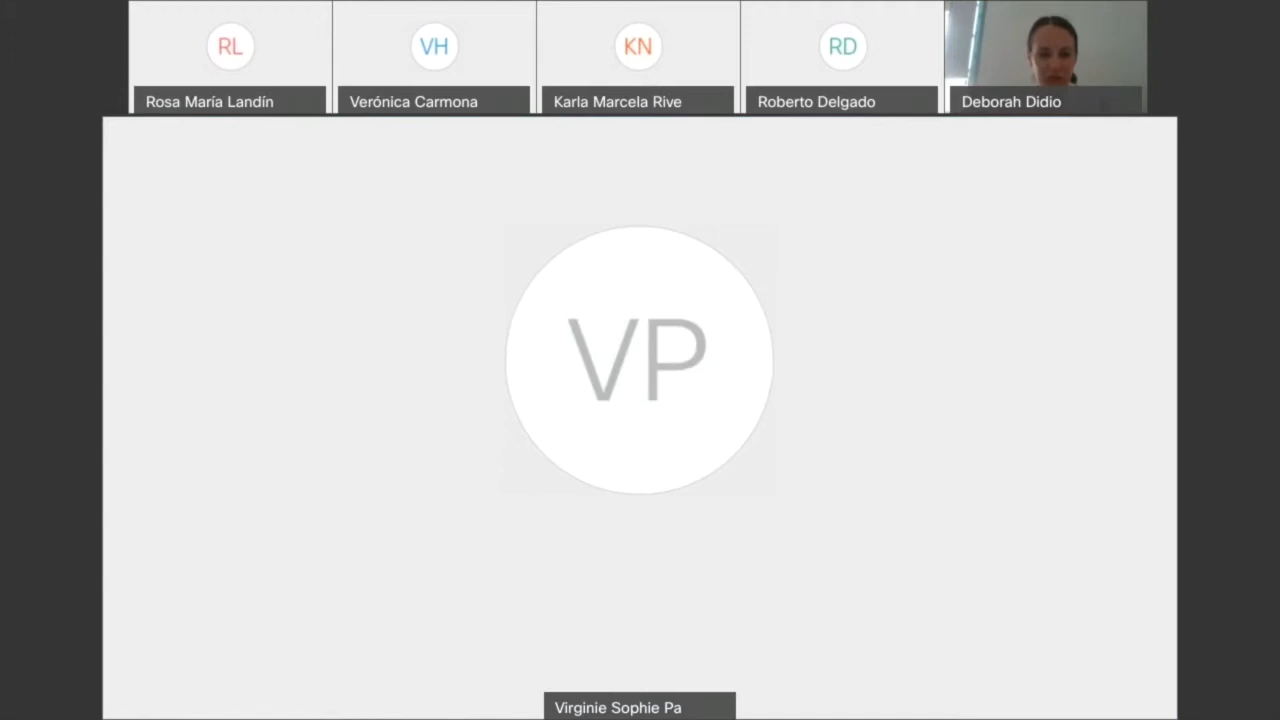 RL
VH
KN
RD
Rosa María Landín
Verónica Carmona
Karla Marcela Rive
Roberto Delgado
Deborah Didio
VP
Virginie Sophie Pa